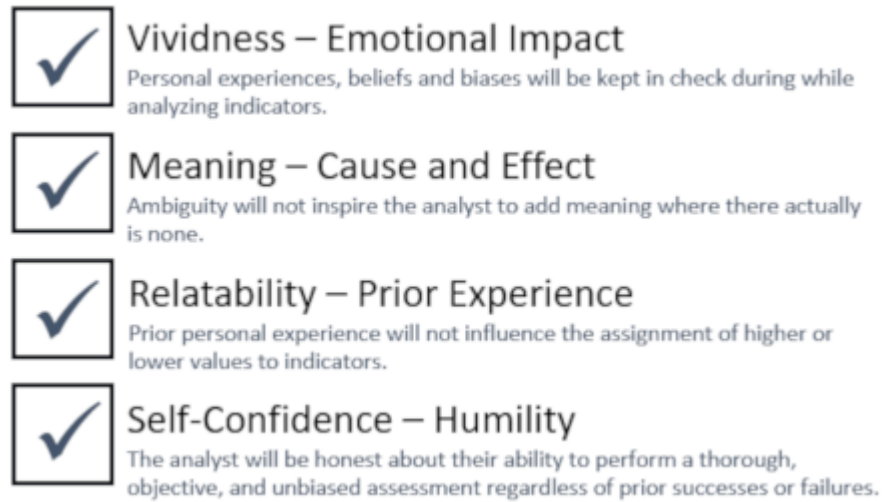 Vividness – Emotional Impact
Personal experiences, beliefs and biases will be kept in check during while
analyzing indicators.
Meaning – Cause and Effect
Ambiguity will not inspire the analyst to add meaning where there actually
is none.
Relatability – Prior Experience
Prior personal experience will not influence the assignment of higher or
lower values to indicators.
Self-Confidence – Humility
The analyst will be honest about their ability to perform a thorough,
objective, and unbiased assessment regardless of prior successes or failures.